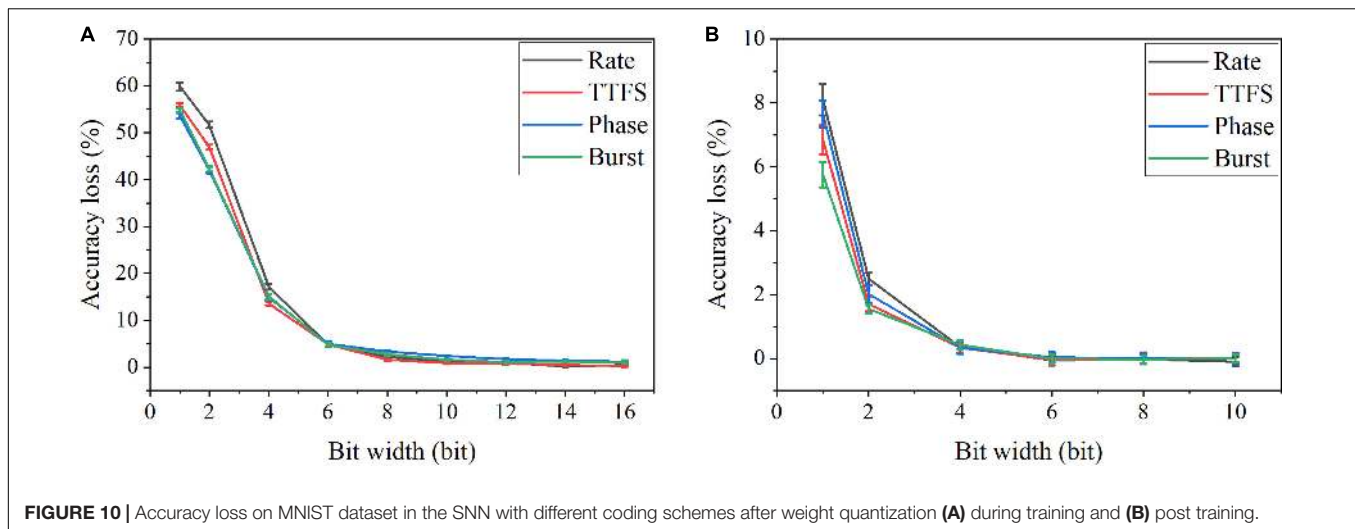 A
70
60
50
40
30
20
10
0
Accuracy loss (%)
0 2 4 6 8 10 12 14 16
Bit width (bit)
Rate
TTFS
Phase
Burst
B
10
8
6
4
2
0
Accuracy loss (%)
0 2 4 6 8 10
Bit width (bit)
Rate
TTFS
Phase
Burst
FIGURE 10 | Accuracy loss on MNIST dataset in the SNN with different coding schemes after weight quantization (A) during training and (B) post training.